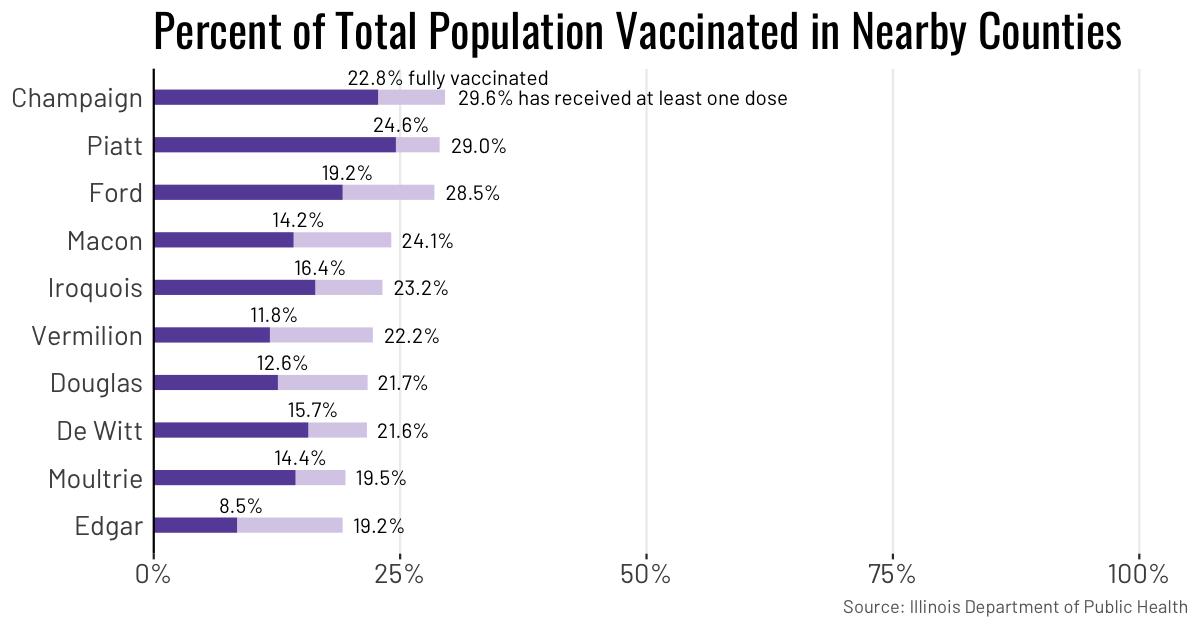 Percent of Total Population Vaccinated in Nearby Counties
22.8% fully vaccinated
Champaign 29.6% has received at least one dose
24.6%
Piatt 29.0%
19.2%
Ford 28.5%
14.2%
Macon 24.1%
16.4%
Iroquois 23.2%
11.8%
Vermilion 22.2%
12.6%
Douglas 21.7%
15.7%
De Witt 21.6%
14.4%
Moultrie 19.5%
8.5%
Edgar 19.2%
0% 25% 50% 75% 100%
Source: Illinois Department of Public Health